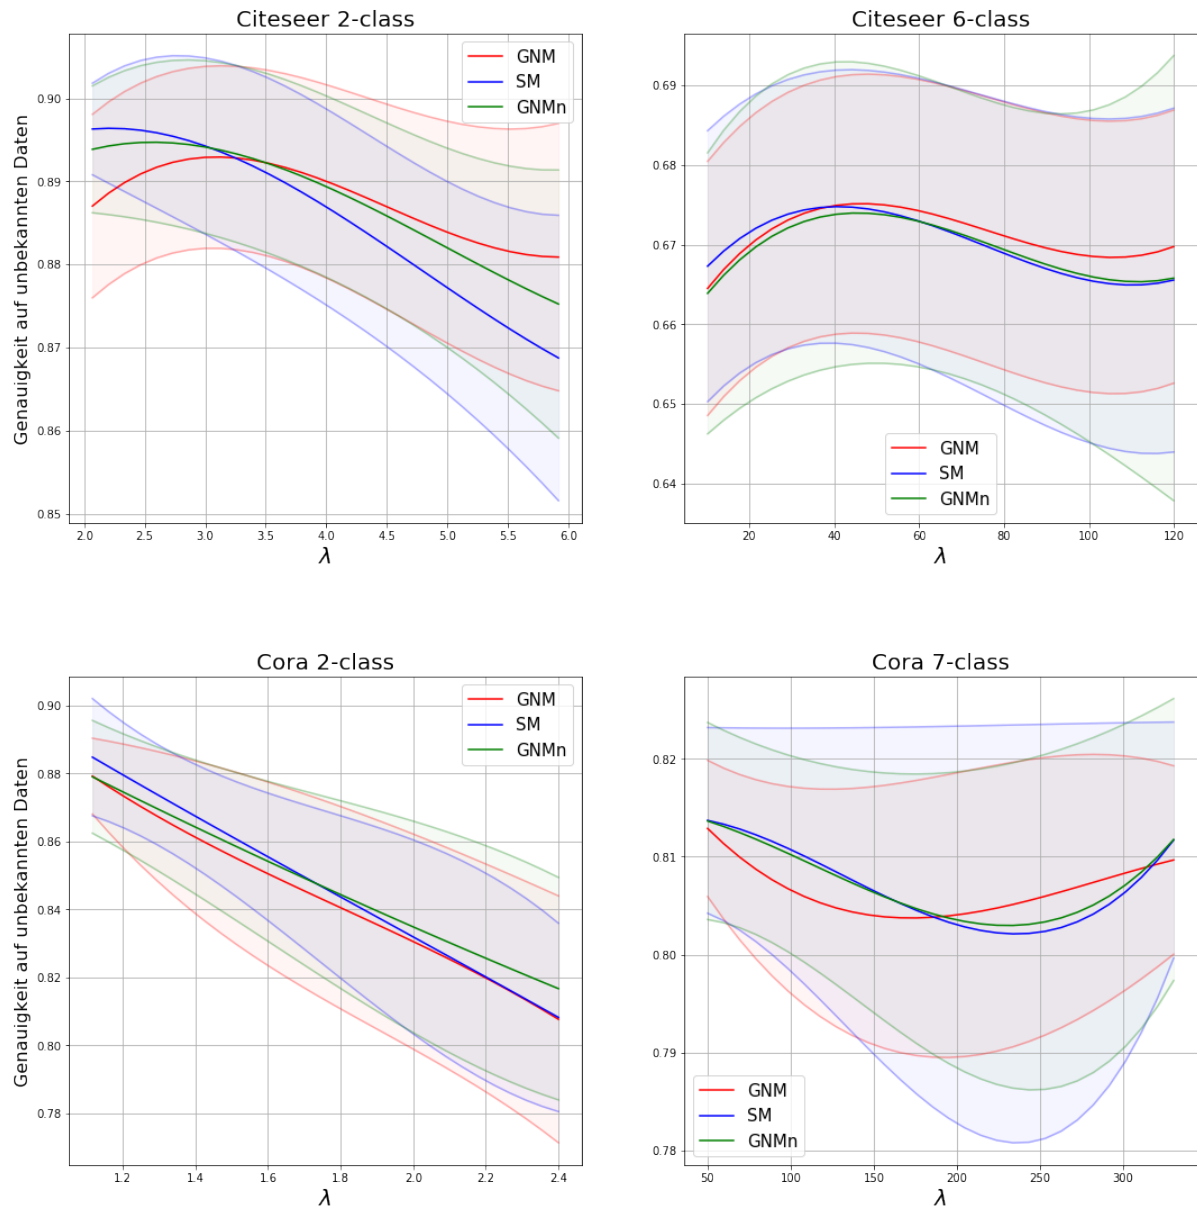 Citeseer 2-class
Genauigkeit auf unbekannten Daten
0.90
0.89
0.88
0.87
0.86
0.85
GNM
SM
GNMn
2.0 2.5 3.0 3.5 4.0 4.5 5.0 5.5 6.0
λ
Citeseer 6-class
0.69
0.68
0.67
0.66
0.65
0.64
GNM
SM
GNMn
20 40 60 80 100 120
λ
Cora 2-class
Genauigkeit auf unbekannten Daten
0.90
0.88
0.86
0.84
0.82
0.80
0.78
GNM
SM
GNMn
1.2 1.4 1.6 1.8 2.0 2.2 2.4
λ
Cora 7-class
0.82
0.81
0.80
0.79
0.78
GNM
SM
GNMn
50 100 150 200 250 300
λ